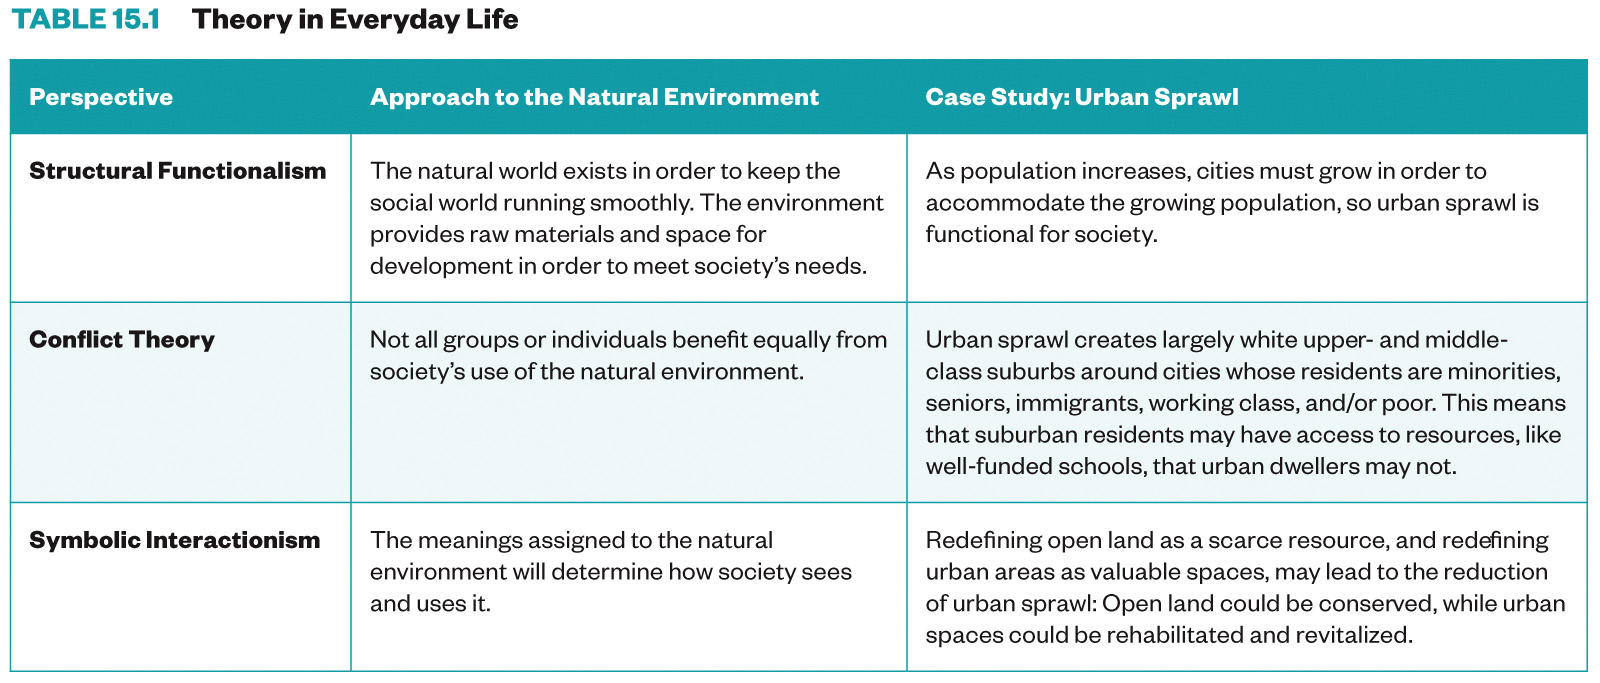 TABLE 15.1 Theory in Everyday Life
Perspective
Approach to the Natural Environment
Case Study: Urban Sprawl
Structural Functionalism
The natural world exists in order to keep the
social world running smoothly. The environment
provides raw materials and space for
development in order to meet society’s needs.
As population increases, cities must grow in order to
accommodate the growing population, so urban sprawl is
functional for society.
Conflict Theory
Not all groups or individuals benefit equally from
society’s use of the natural environment.
Urban sprawl creates largely white upper- and middle-
class suburbs around cities whose residents are minorities,
seniors, immigrants, working class, and/or poor. This means
that suburban residents may have access to resources, like
well-funded schools, that urban dwellers may not.
Symbolic Interactionism
The meanings assigned to the natural
environment will determine how society sees
and uses it.
Redefining open land as a scarce resource, and redefining
urban areas as valuable spaces, may lead to the reduction
of urban sprawl: Open land could be conserved, while urban
spaces could be rehabilitated and revitalized.